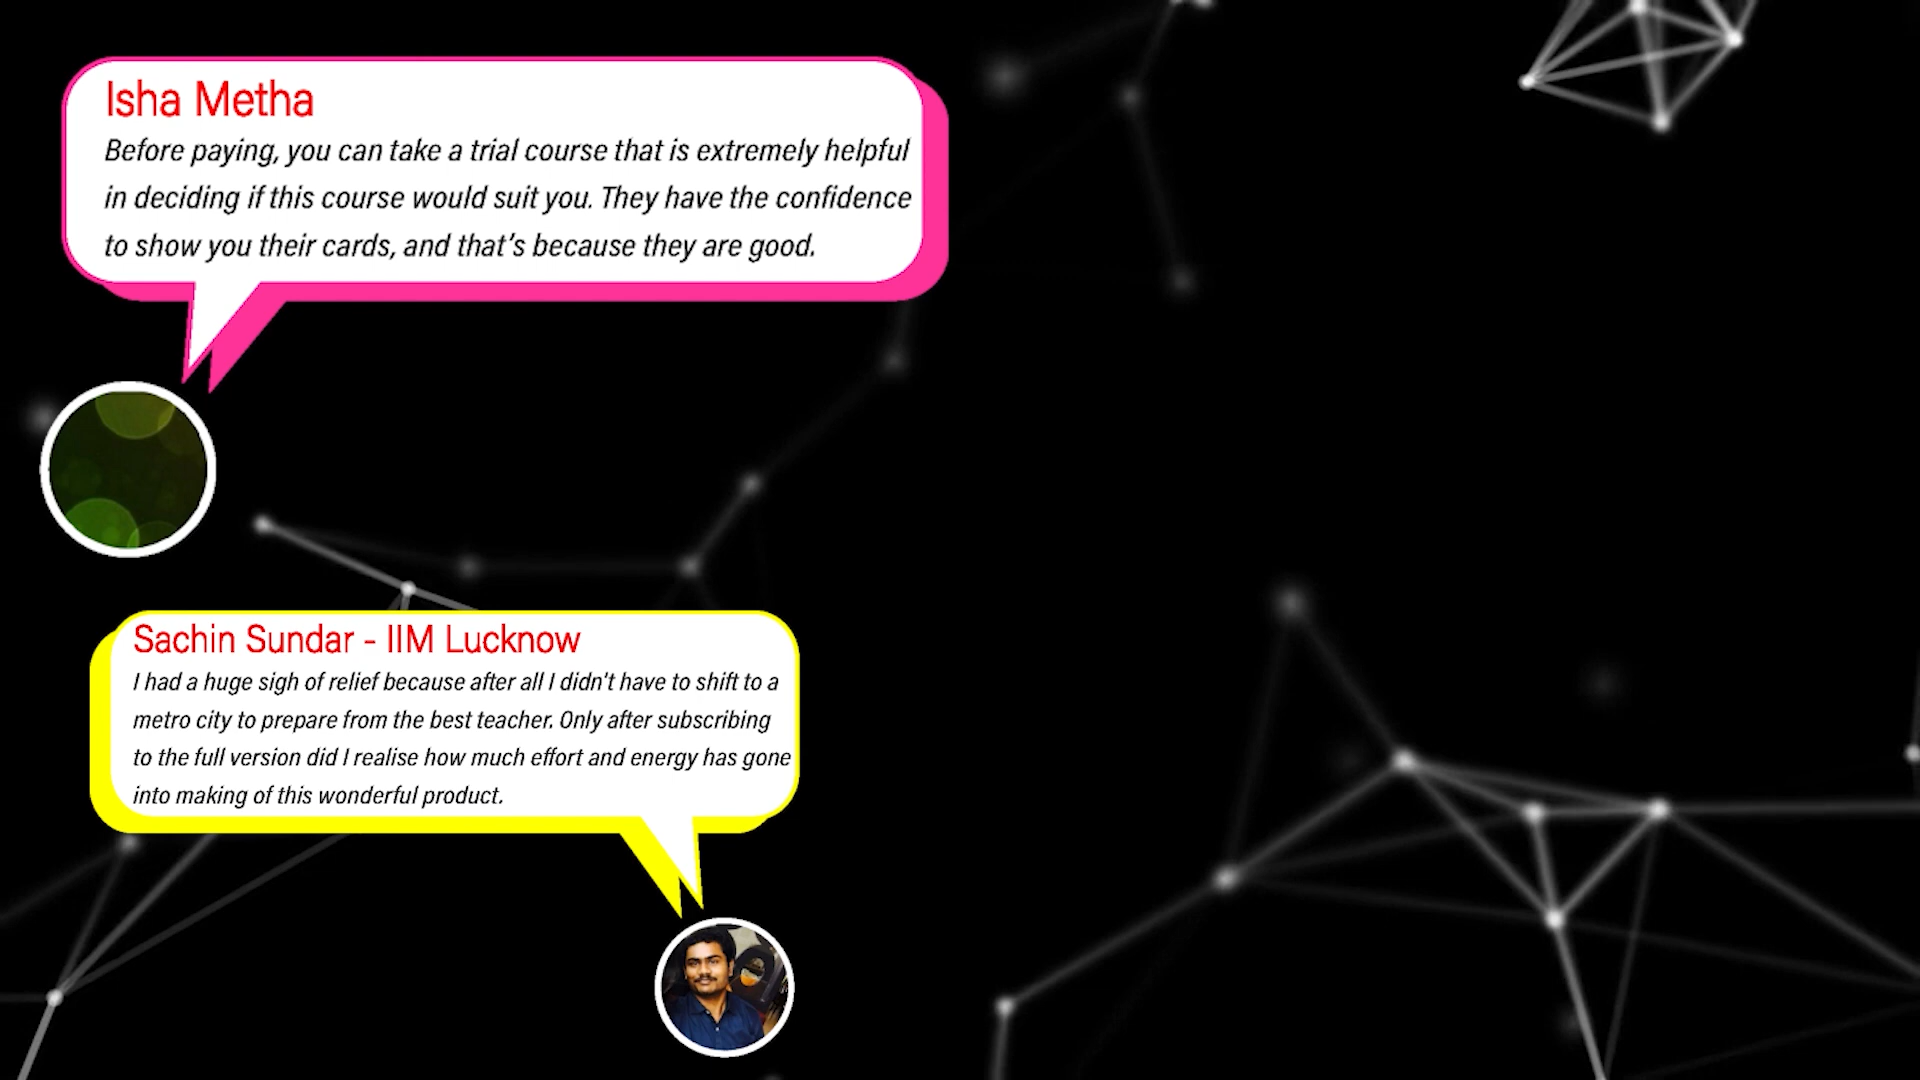 Isha Metha
Before paying, you can take a trial course that is extremely helpful
in deciding if this course would suit you. They have the confidence
to show you their cards, and that's because they are good.
Sachin Sundar - IIM Lucknow
I had a huge sigh of relief because after all I didn't have to shift to a
metro city to prepare from the best teacher. Only after subscribing
to the full version did I realise how much effort and energy has gone
into making of this wonderful product.